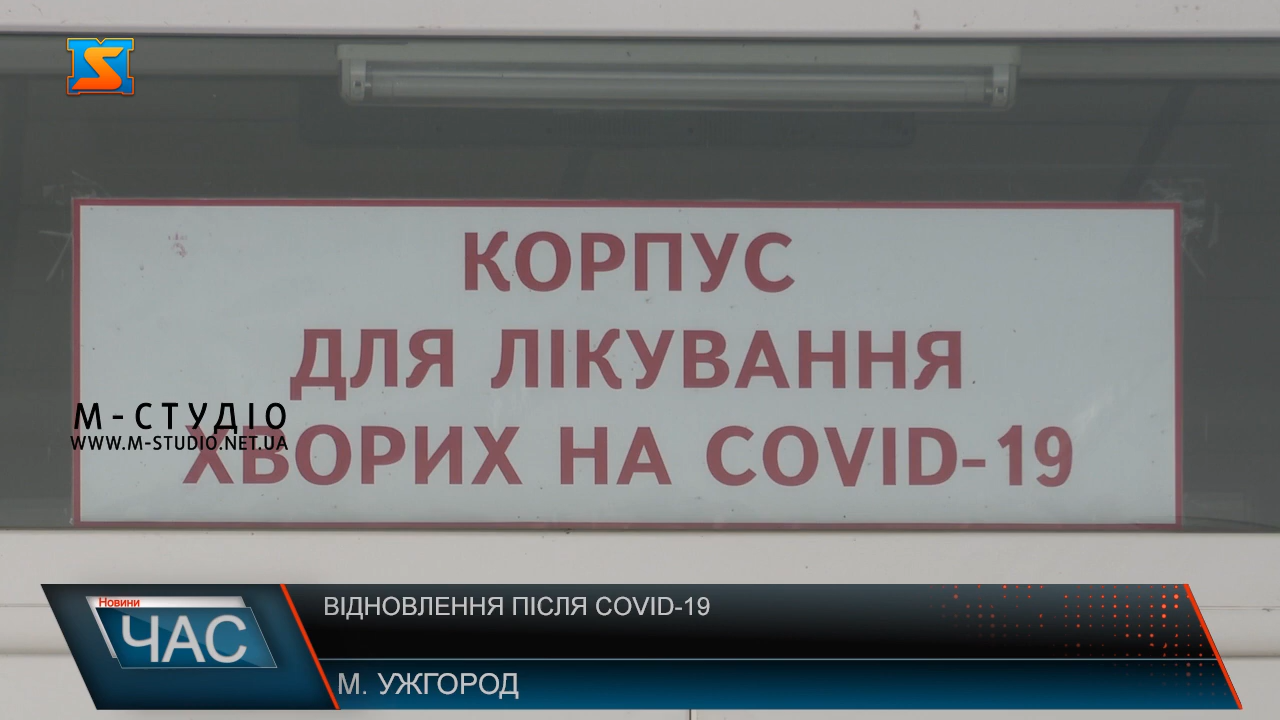 КОРПУС
ДЛЯ ЛІКУВАННЯ
ХВОРИХ НА COVID-19
М-СТУДІО
WWW.M-STUDIO.NET.UA
Новини
ЧАС
ВІДНОВЛЕННЯ ПІСЛЯ COVID-19
М. УЖГОРОД